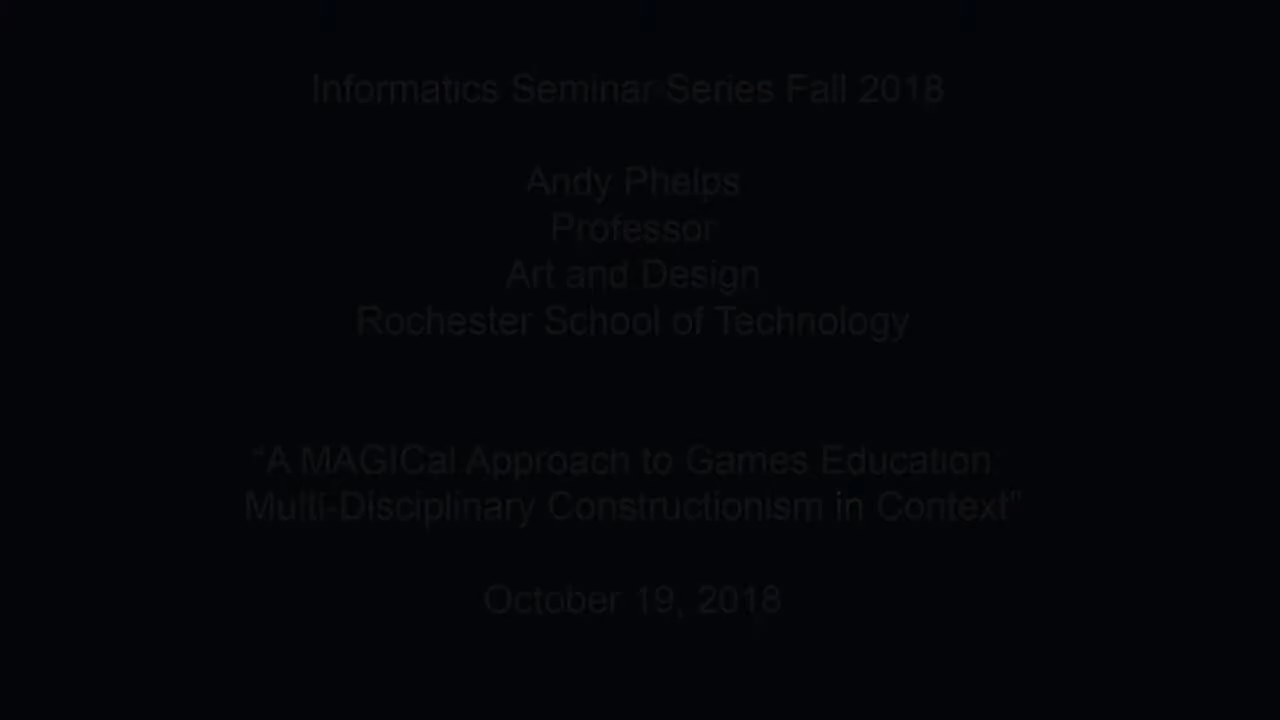 Informatics Seminar Series Fall 2018
Andy Phelps
Professor
Art and Design
Rochester School of Technology
"A MAGICal Approach to Games Education:
Multi-Disciplinary Constructionism in Context"
October 19, 2018